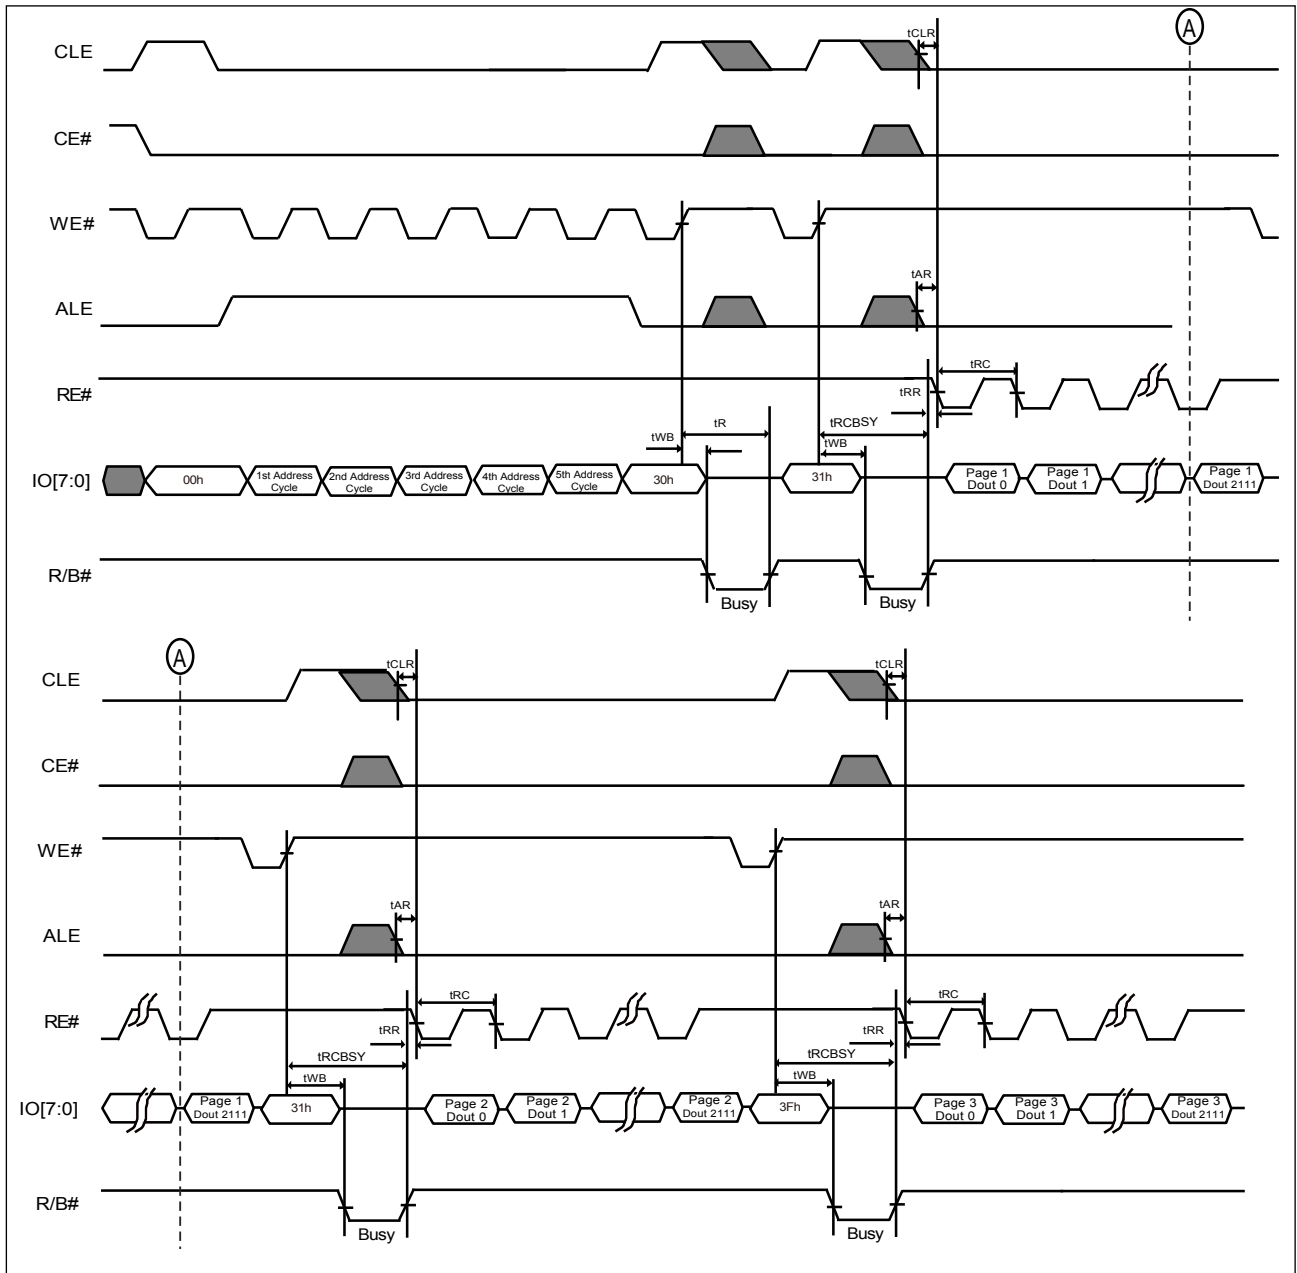 A
CLE
tCLR
CE#
WE#
tAR
ALE
tRC
RE#
tRR
tR
tRCBSY
tWB
tWB
IO[7:0]
00h
1st Address
Cycle
2nd Address
Cycle
3rd Address
Cycle
4th Address
Cycle
5th Address
Cycle
30h
31h
Page 1
Dout 0
Page 1
Dout 1
Page 1
Dout 2111
R/B#
Busy
Busy
A
CLE
tCLR
tCLR
CE#
WE#
tAR
tAR
ALE
tRC
tRC
RE#
tRR
tRR
tRCBSY
tRCBSY
tWB
tWB
IO[7:0]
Page 1
Dout 2111
31h
Page 2
Dout 0
Page 2
Dout 1
Page 2
Dout 2111
3Fh
Page 3
Dout 0
Page 3
Dout 1
Page 3
Dout 2111
R/B#
Busy
Busy